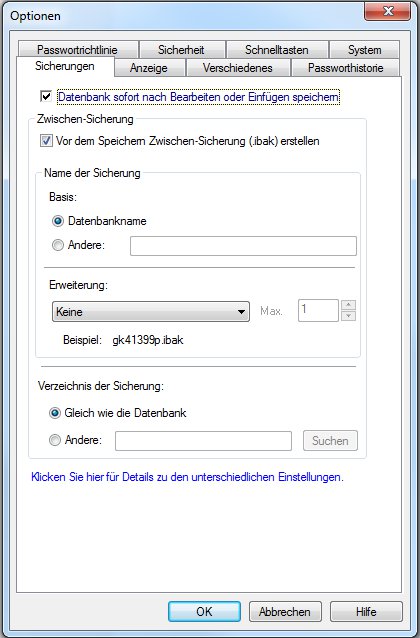 Optionen
Passwortrichtlinie Sicherheit Schnelltasten System
Sicherungen Anzeige Verschiedenes Passworthistorie
Datenbank sofort nach Bearbeiten oder Einfügen speichern
Zwischen-Sicherung
Vor dem Speichern Zwischen-Sicherung (.ibak) erstellen
Name der Sicherung
Basis:
Datenbankname
Andere:
Erweiterung:
Keine Max. 1
Beispiel: gk41399p.ibak
Verzeichnis der Sicherung:
Gleich wie die Datenbank
Andere: Suchen
Klicken Sie hier für Details zu den unterschiedlichen Einstellungen.
OK Abbrechen Hilfe